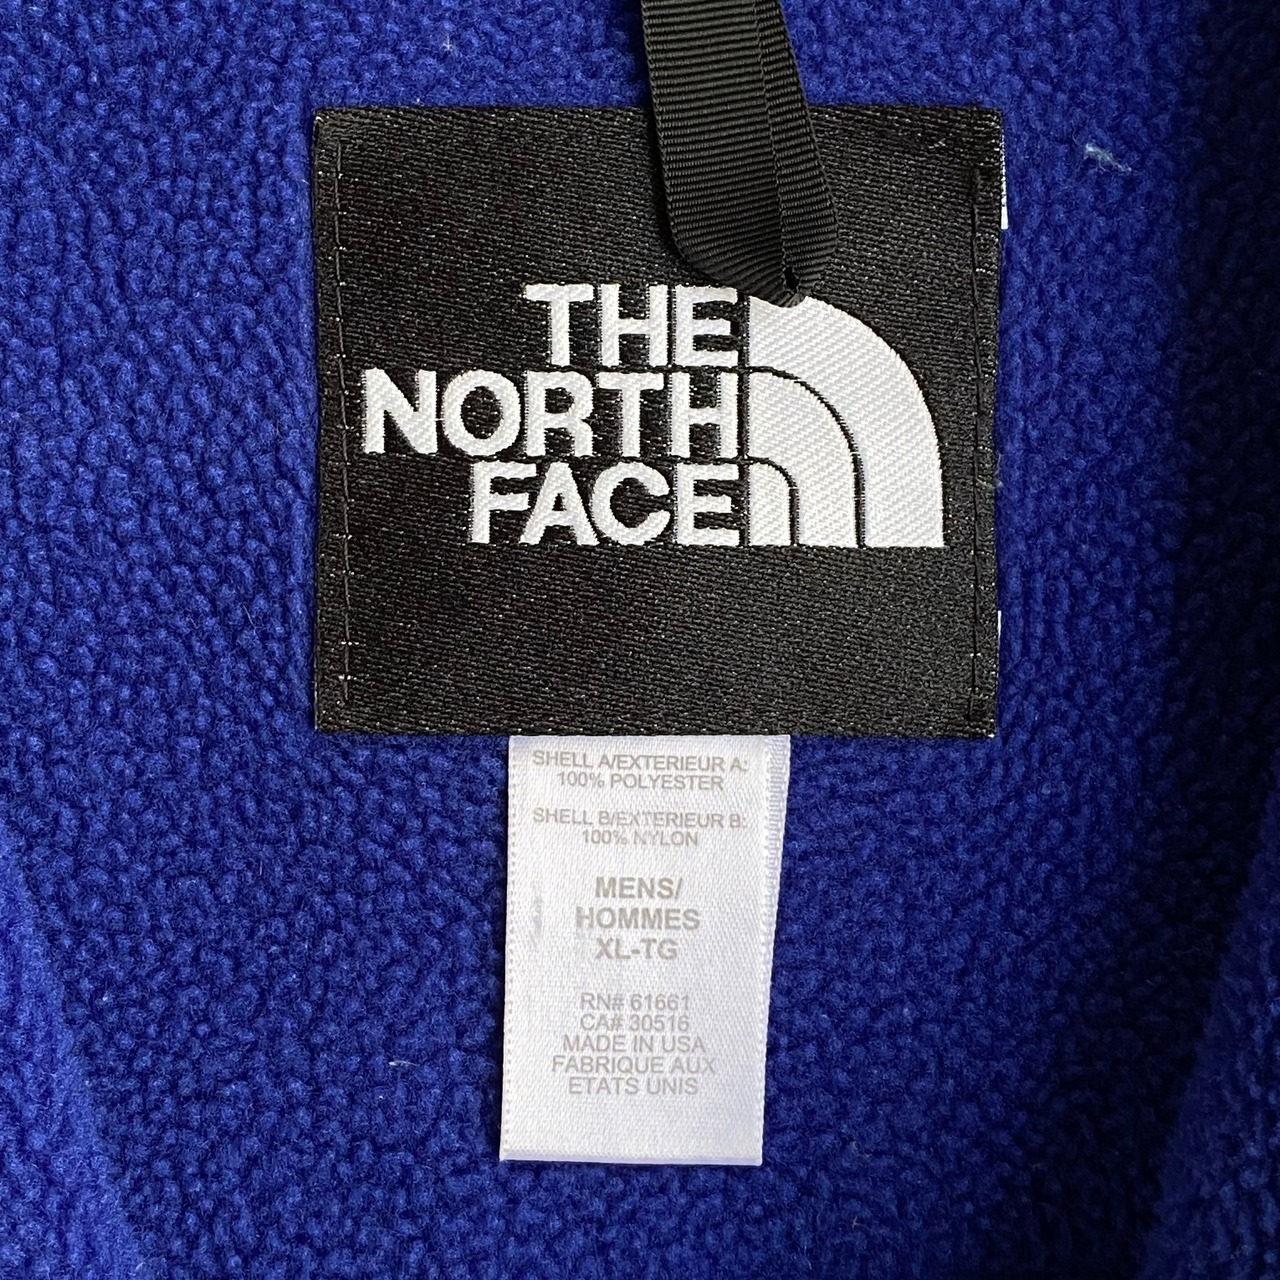 THE
NORTH
FACE
SHELL A/EXTERIEUR A:
100% POLYESTER
SHELL B/EXTERIEUR B:
100% NYLON
MENS/
HOMMES
XL-TG
RN# 61661
CA# 30516
MADE IN USA
FABRIQUE AUX
ETATS UNIS